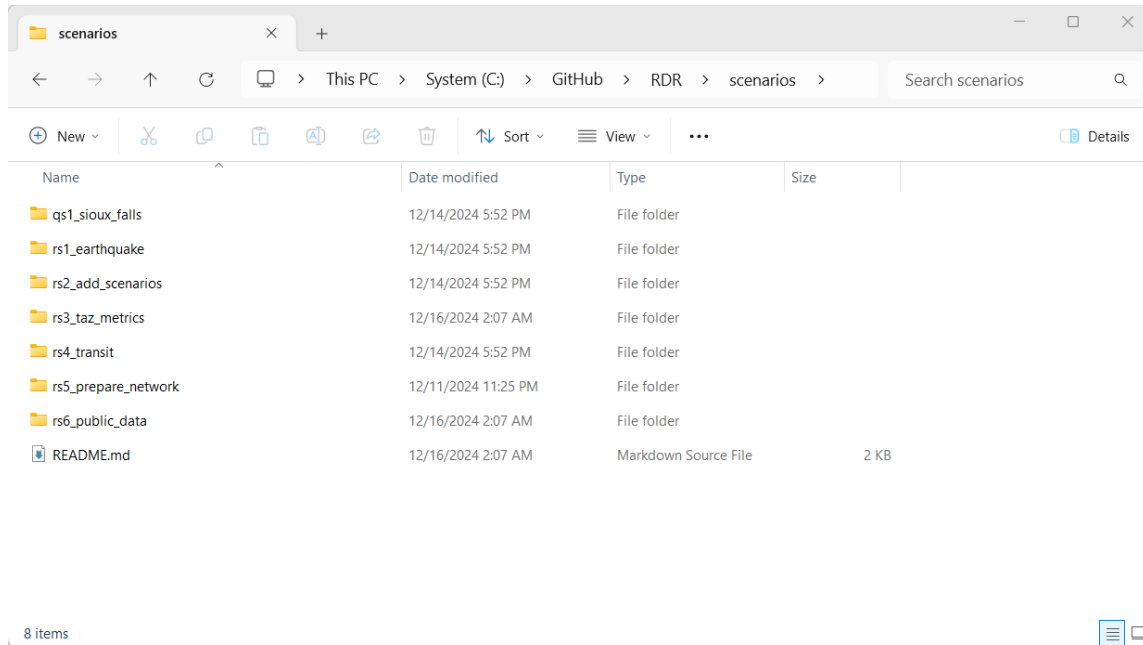 scenarios
This PC > System (C:) > GitHub > RDR > scenarios > Search scenarios
New Sort View ... Details
Name Date modified Type Size
qs1_sioux_falls 12/14/2024 5:52 PM File folder
rs1_earthquake 12/14/2024 5:52 PM File folder
rs2_add_scenarios 12/14/2024 5:52 PM File folder
rs3_taz_metrics 12/16/2024 2:07 AM File folder
rs4_transit 12/14/2024 5:52 PM File folder
rs5_prepare_network 12/11/2024 11:25 PM File folder
rs6_public_data 12/16/2024 2:07 AM File folder
README.md 12/16/2024 2:07 AM Markdown Source File 2 KB
8 items